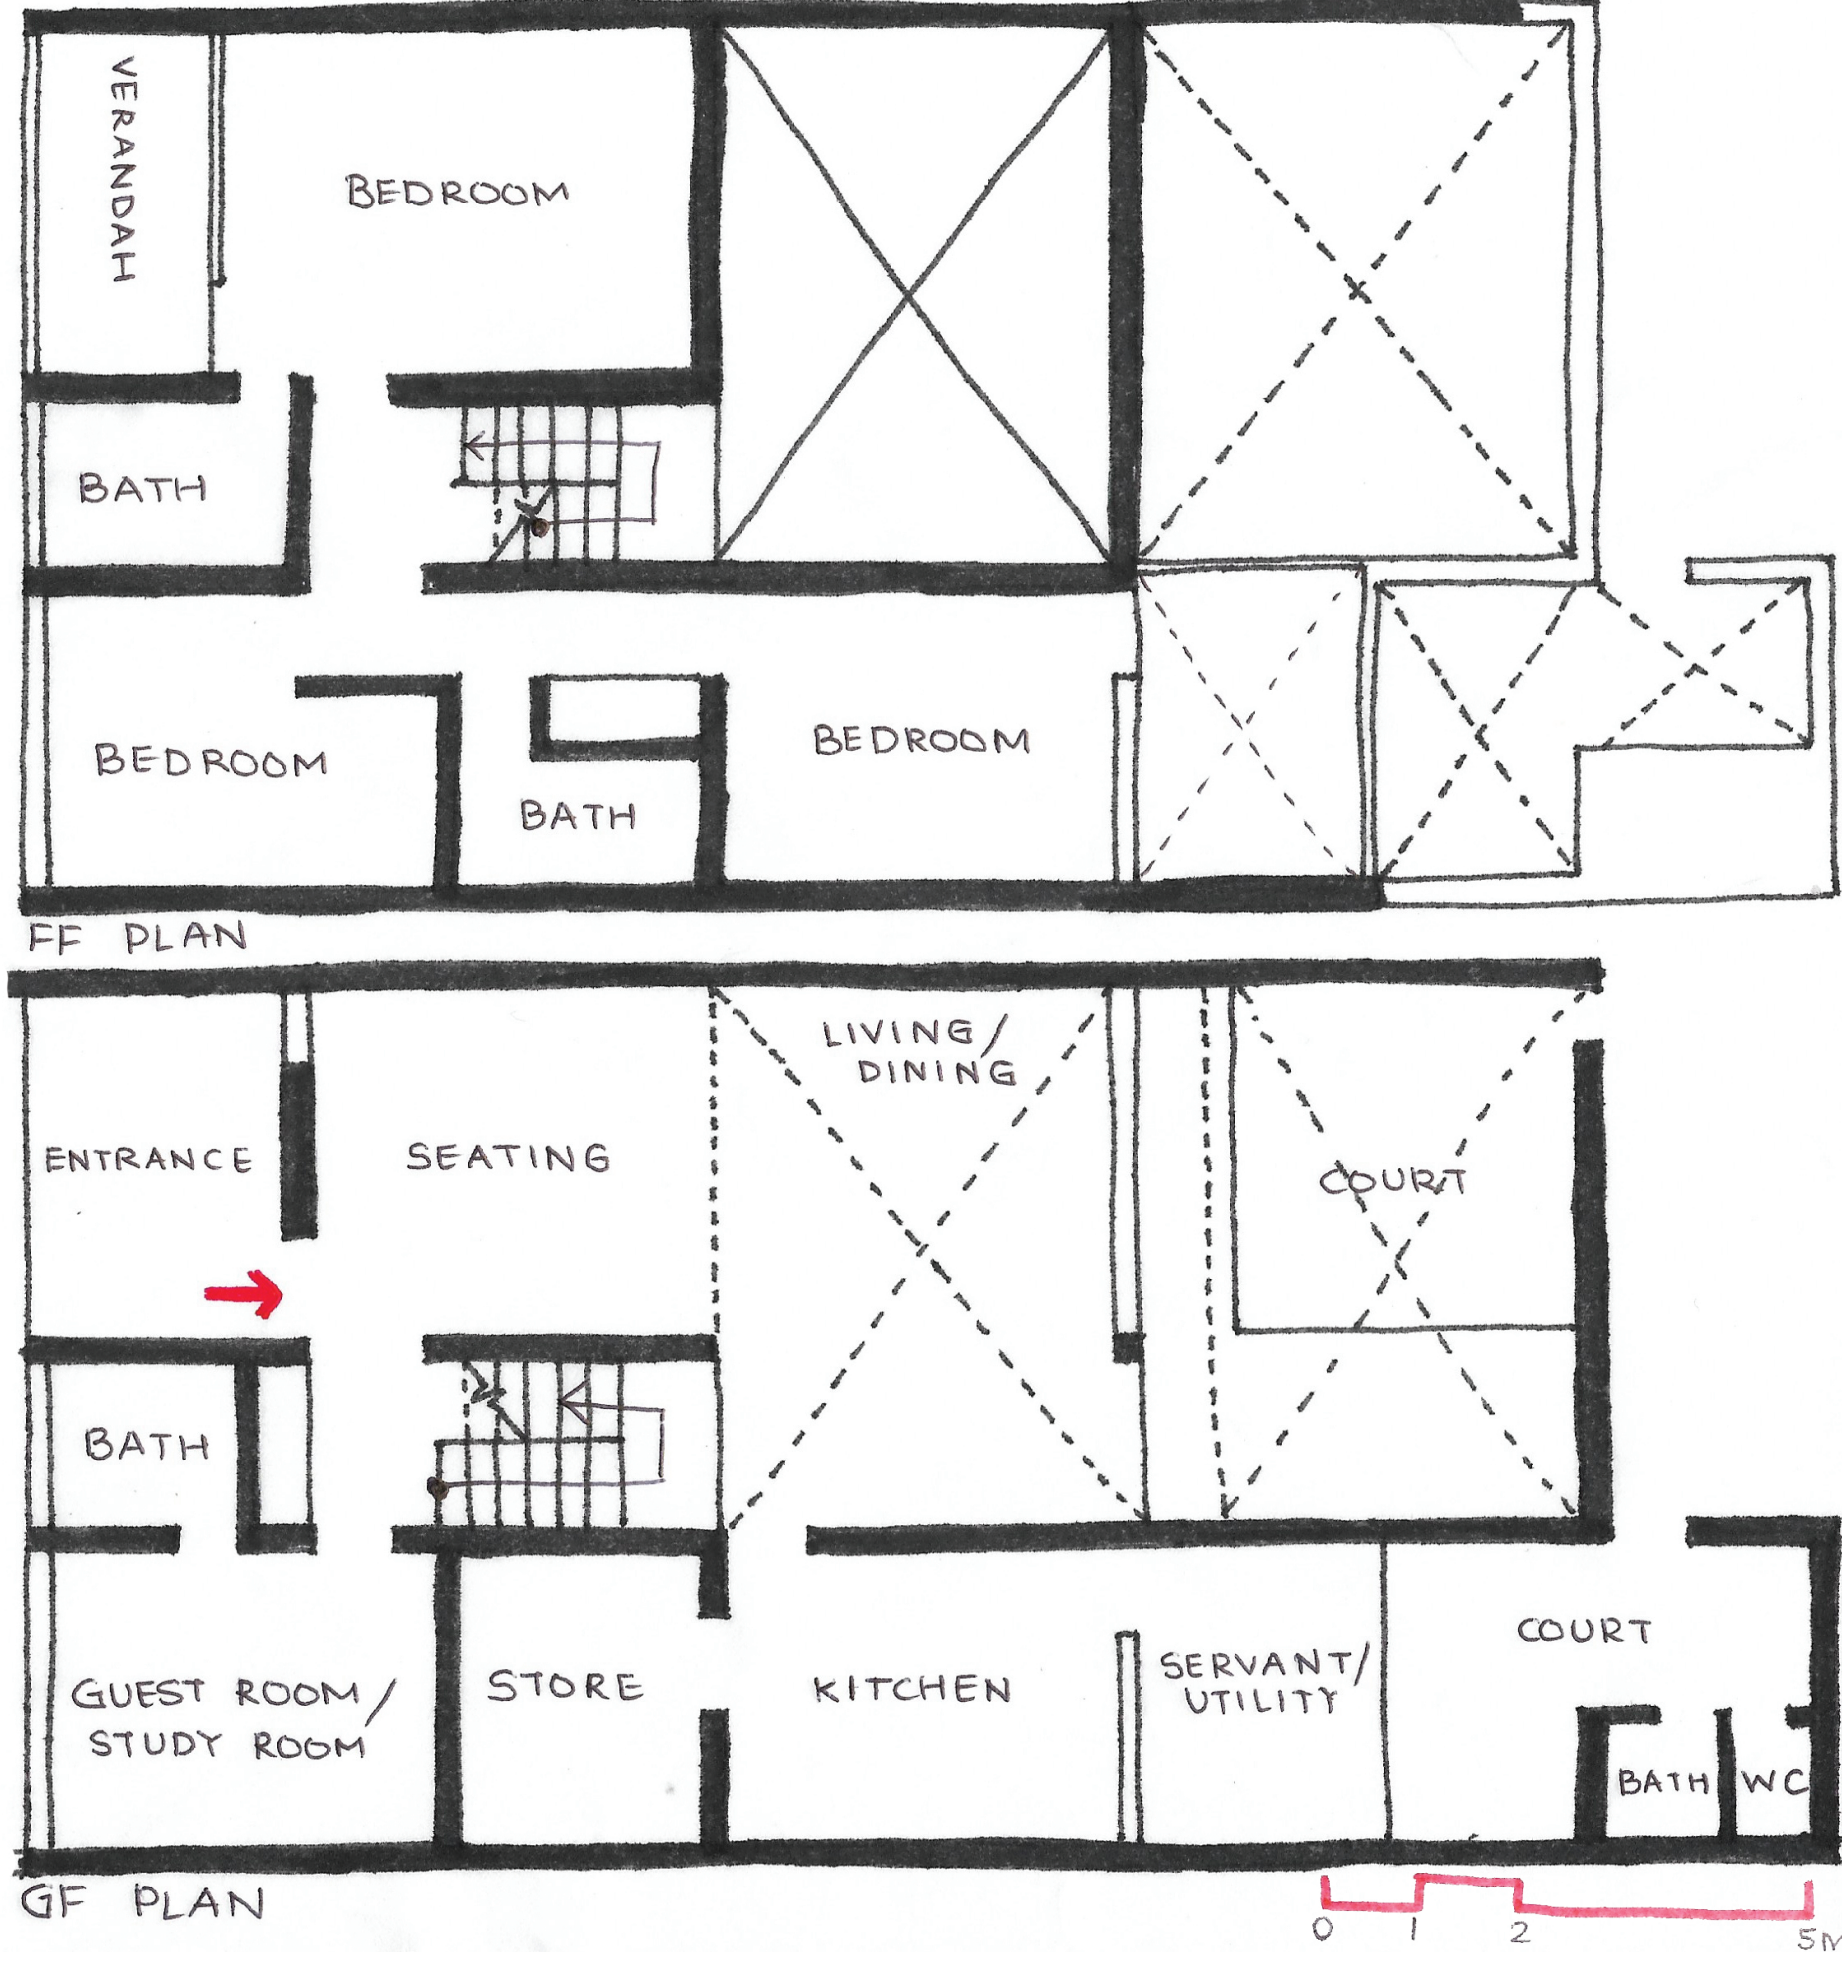 VERANDAH
BEDROOM
BATH
BEDROOM
BATH
BEDROOM
FF PLAN
LIVING/
DINING
ENTRANCE
SEATING
COURT
BATH
GUEST ROOM/
STUDY ROOM
STORE
KITCHEN
SERVANT/
UTILITY
COURT
BATH
WC
GF PLAN
0 1 2 5M